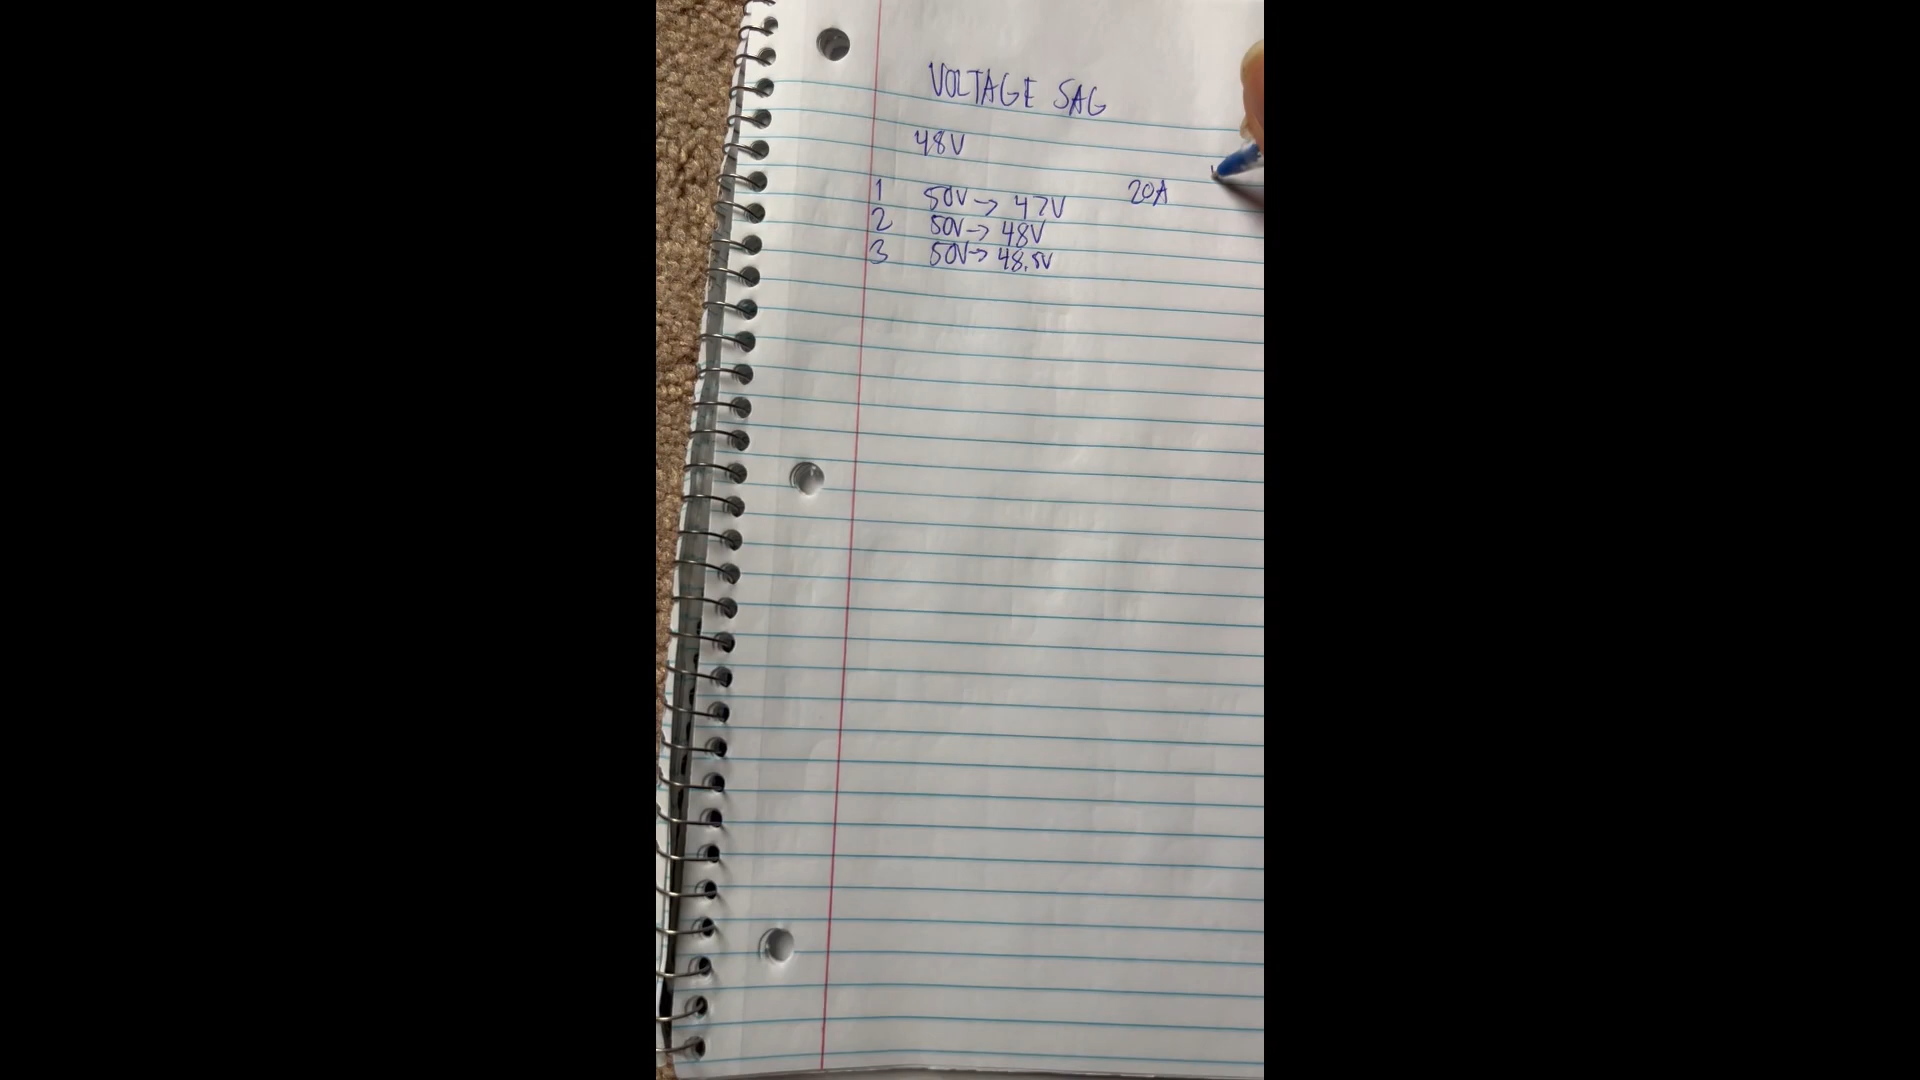 VOLTAGE SAG
48V
1 50V→ 47V 20A
2 50V→ 48V
3 50V→ 48.5V